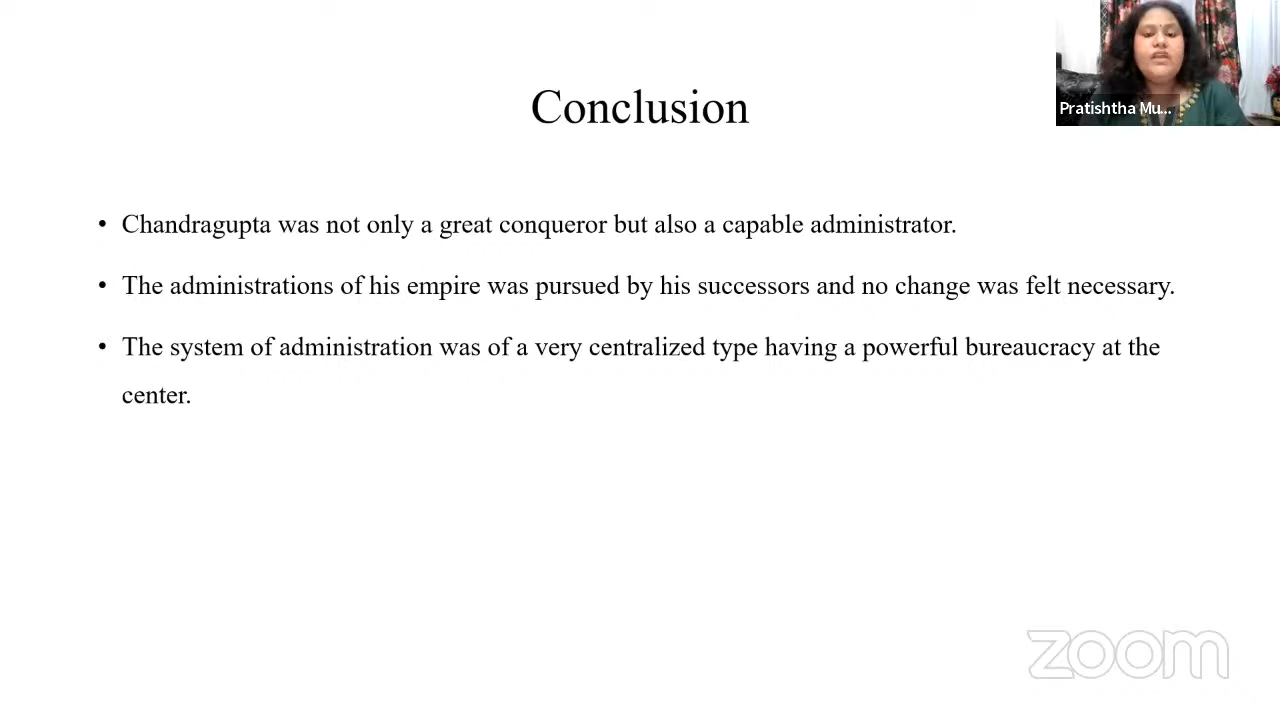 Conclusion
Pratishtha Mu...
• Chandragupta was not only a great conqueror but also a capable administrator.
• The administrations of his empire was pursued by his successors and no change was felt necessary.
• The system of administration was of a very centralized type having a powerful bureaucracy at the
center.
zoom